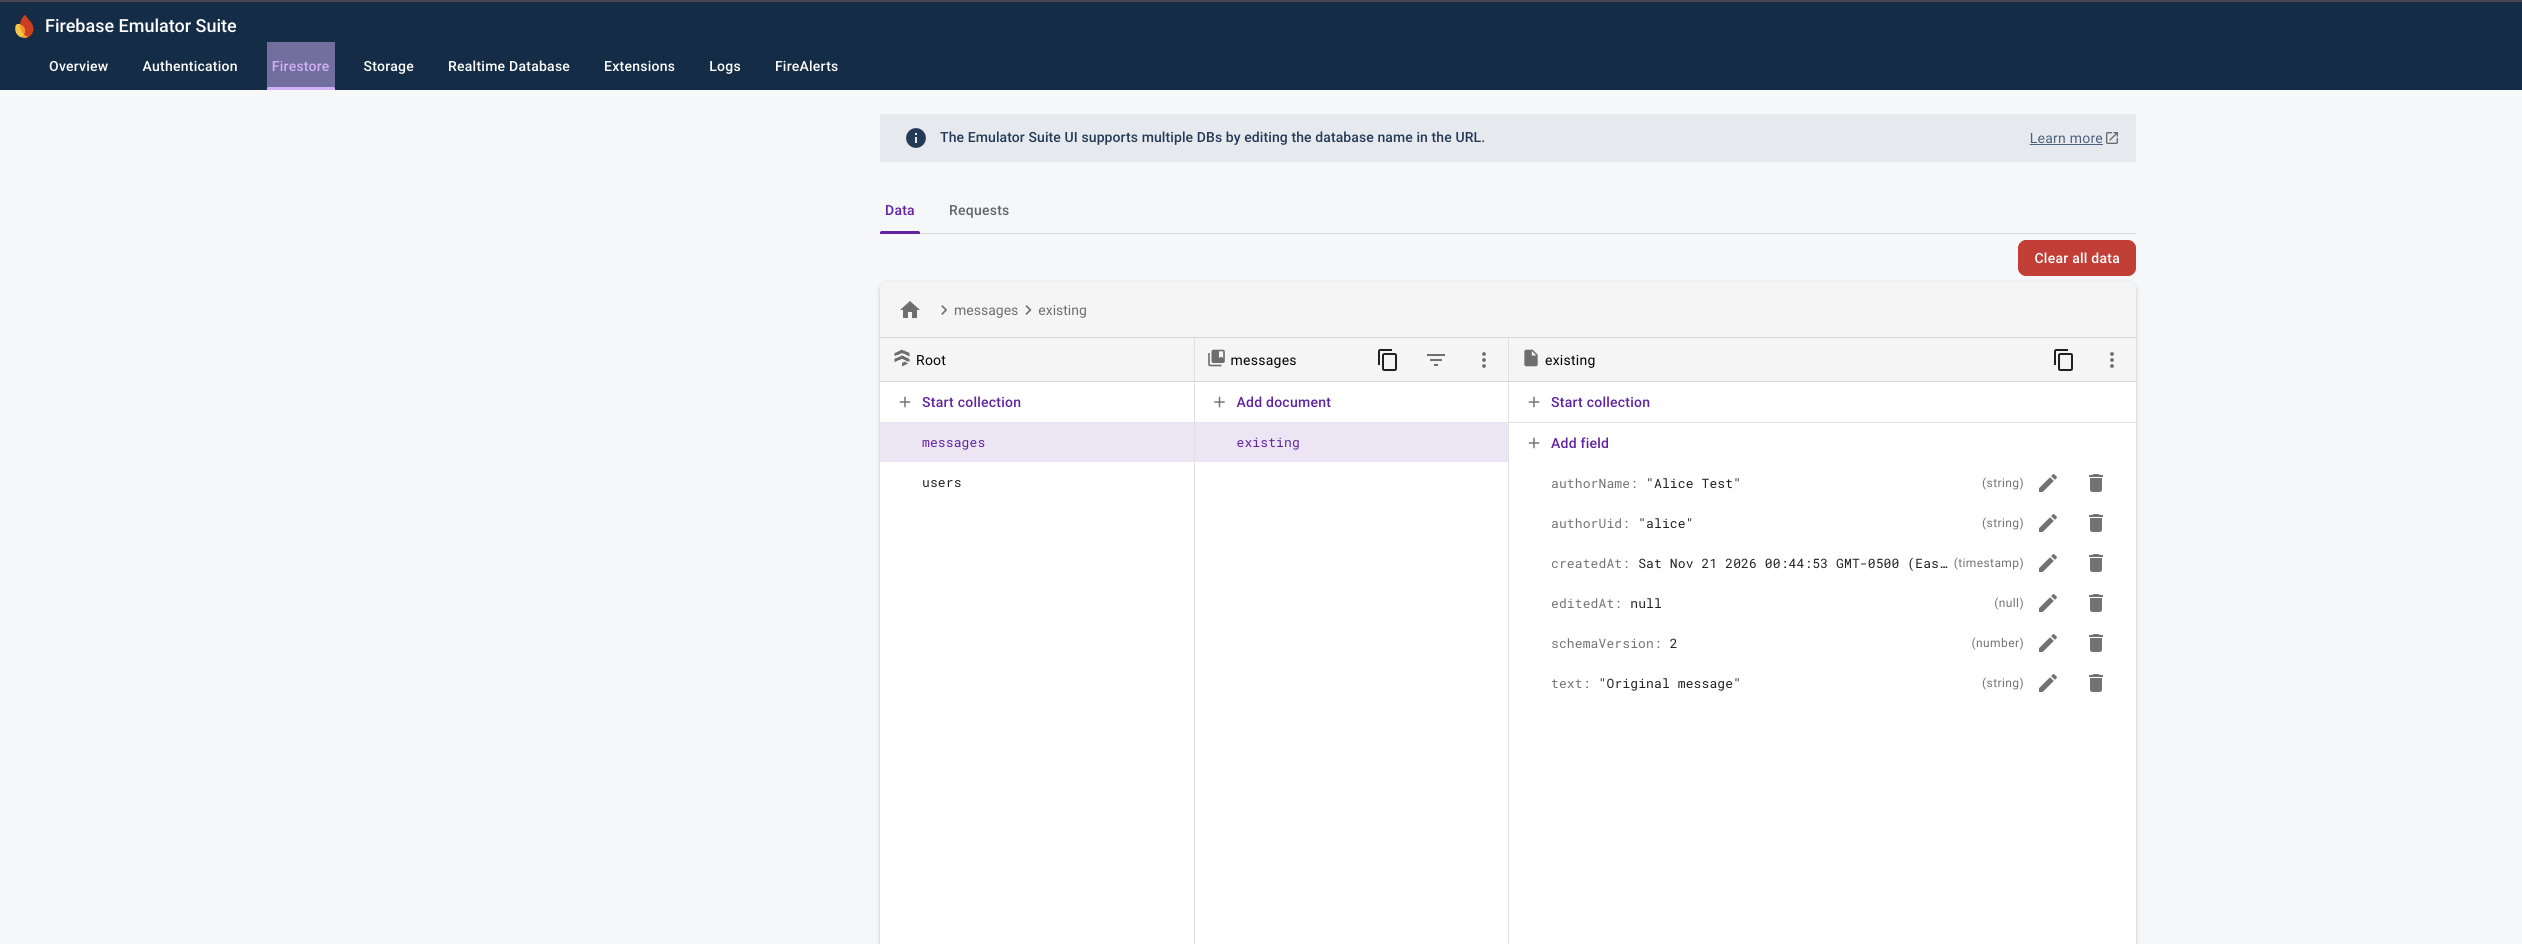 Firebase Emulator Suite
Overview Authentication Firestore Storage Realtime Database Extensions Logs FireAlerts
The Emulator Suite UI supports multiple DBs by editing the database name in the URL. Learn more
Data Requests
Clear all data
messages existing
Root messages existing
Start collection Add document Start collection
messages existing Add field
users
authorName: "Alice Test" (string)
authorUid: "alice" (string)
createdAt: Sat Nov 21 2026 00:44:53 GMT-0500 (Eas… (timestamp)
editedAt: null (null)
schemaVersion: 2 (number)
text: "Original message" (string)